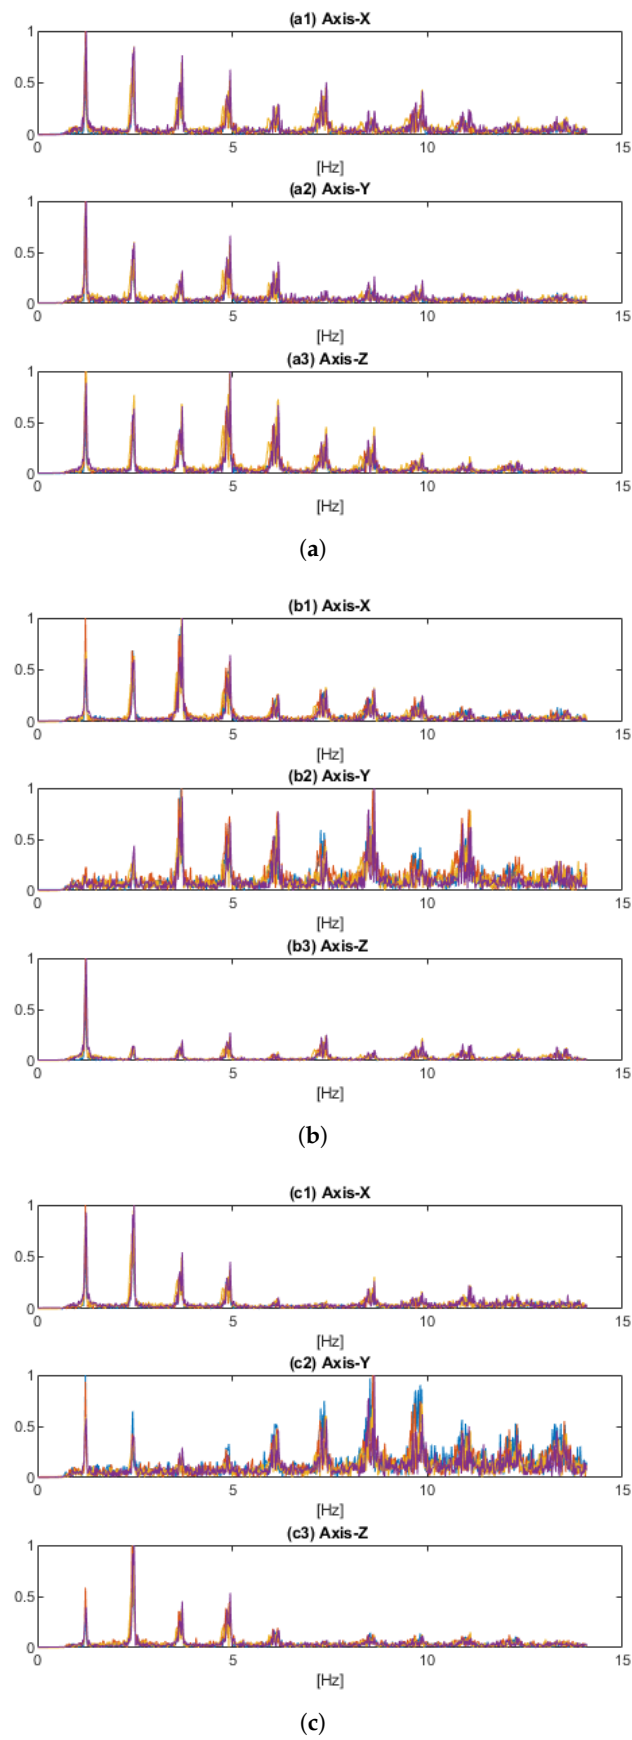 (a1) Axis-X
1
0.5
0
0 5 10 15
[Hz]
(a2) Axis-Y
1
0.5
0
0 5 10 15
[Hz]
(a3) Axis-Z
1
0.5
0
0 5 10 15
[Hz]
(a)
(b1) Axis-X
1
0.5
0
0 5 10 15
[Hz]
(b2) Axis-Y
1
0.5
0
0 5 10 15
[Hz]
(b3) Axis-Z
1
0.5
0
0 5 10 15
[Hz]
(b)
(c1) Axis-X
1
0.5
0
0 5 10 15
[Hz]
(c2) Axis-Y
1
0.5
0
0 5 10 15
[Hz]
(c3) Axis-Z
1
0.5
0
0 5 10 15
[Hz]
(c)